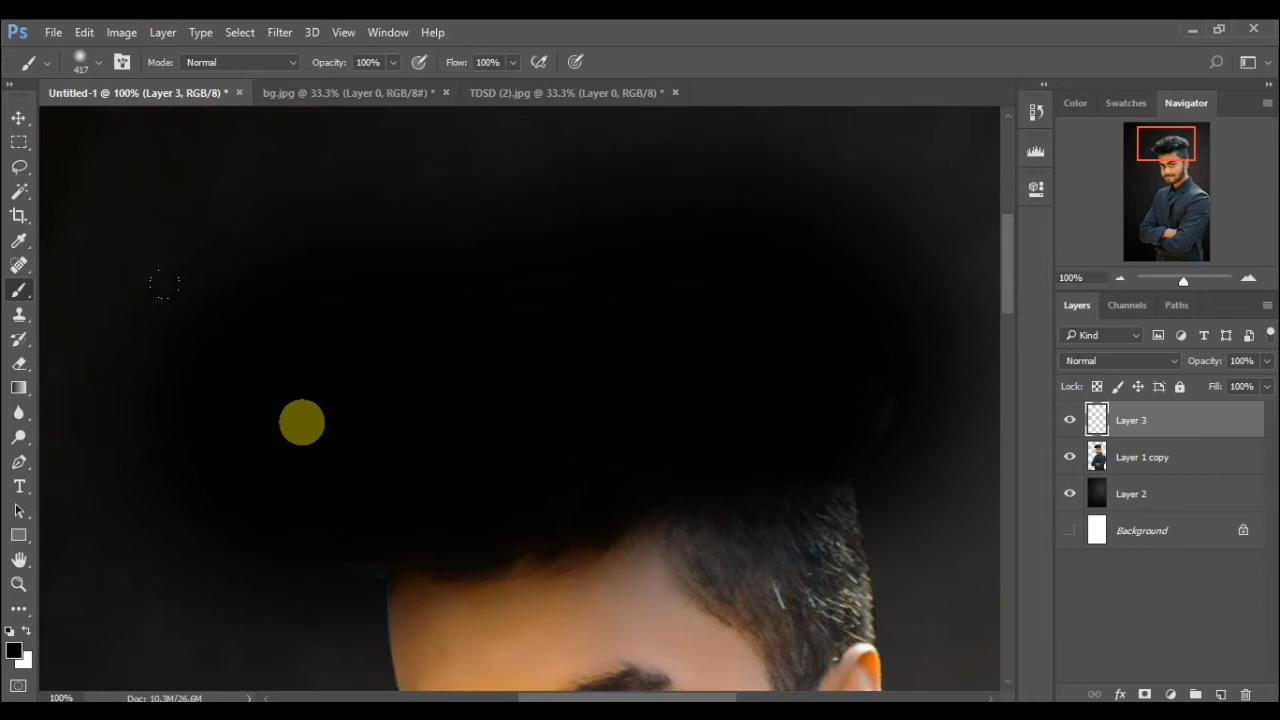 Ps File Edit Image Layer Type Select Filter 3D View Window Help
417 Mode: Normal Opacity: 100% Flow: 100%
Untitled-1 @ 100% (Layer 3, RGB/8) * × bg.jpg @ 33.3% (Layer 0, RGB/8#) * × TDSD (2).jpg @ 33.3% (Layer 0, RGB/8) * ×
Color Swatches Navigator
100%
Layers Channels Paths
Kind
Normal Opacity: 100%
Lock: Fill: 100%
Layer 3
Layer 1 copy
Layer 2
Background
100% Doc: 10.3M/26.6M